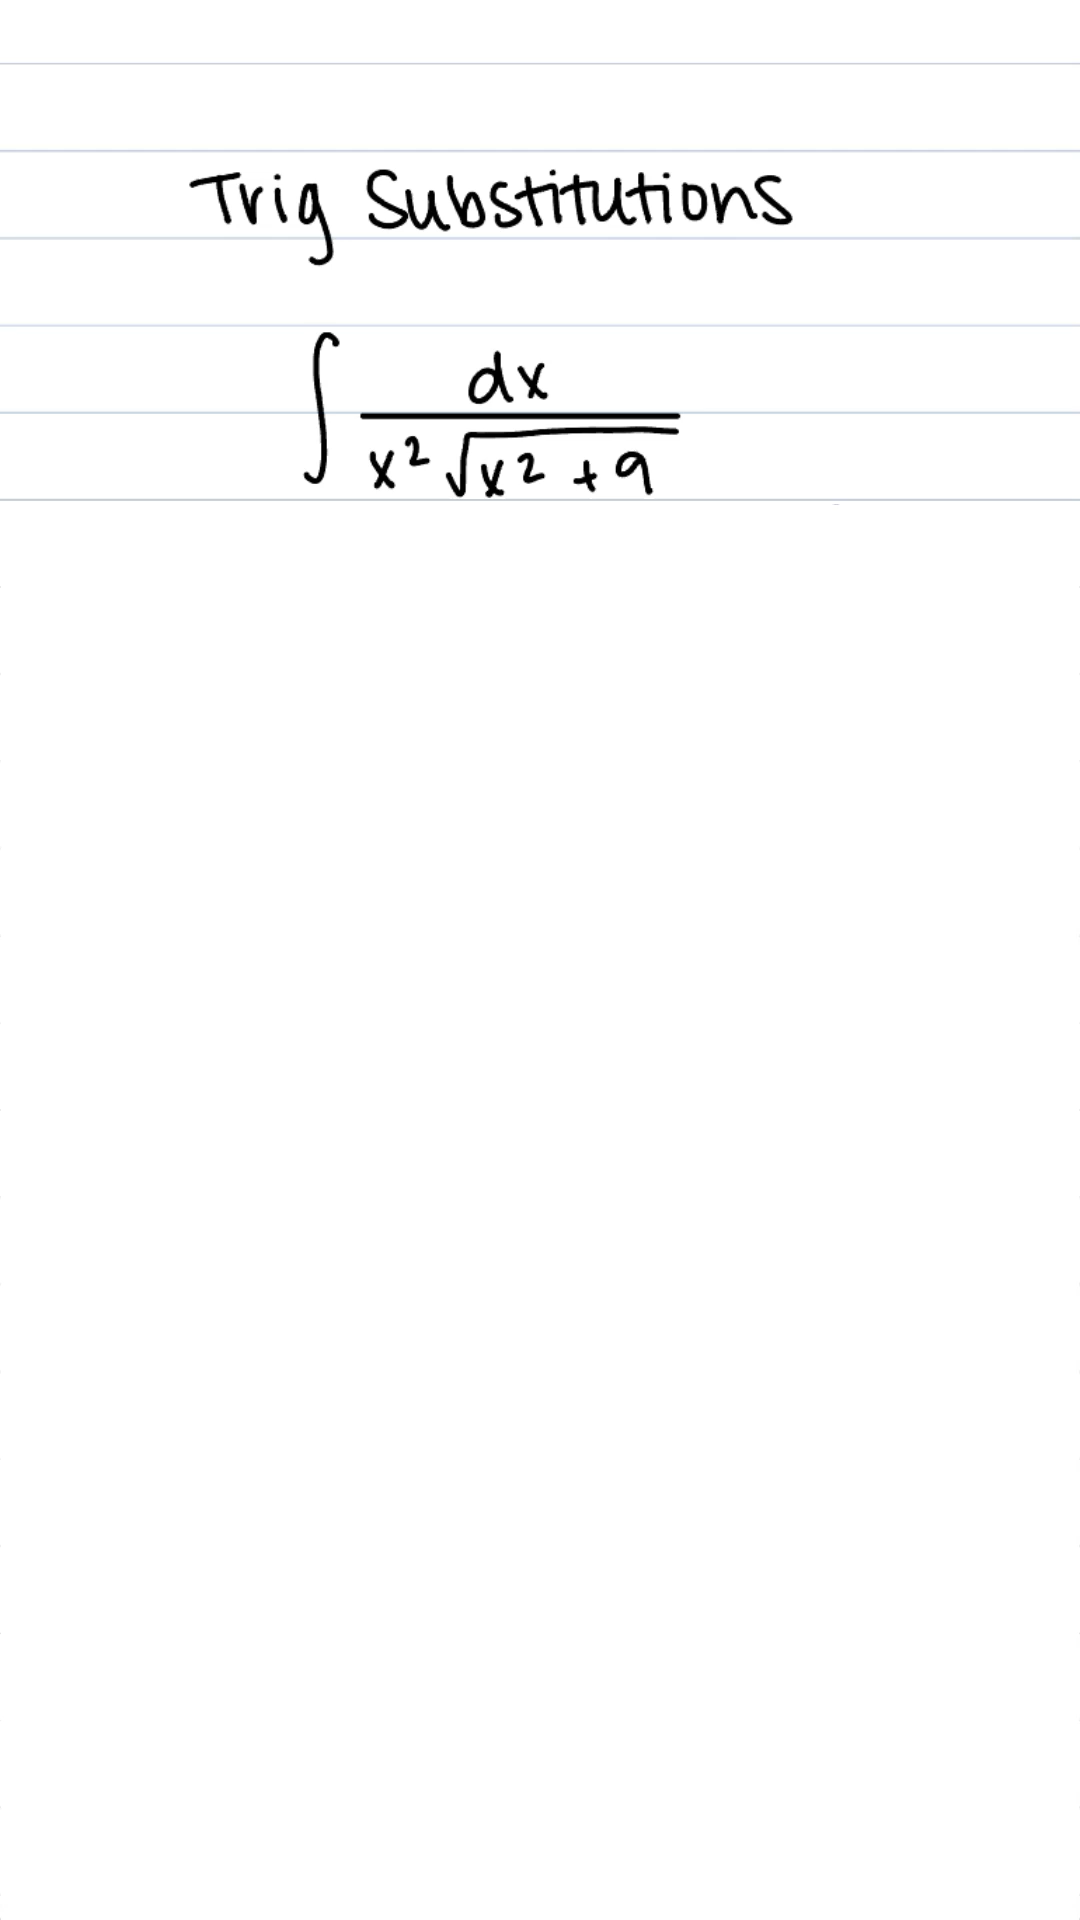 Trig Substitutions
∫ dx
x² √x² + 9